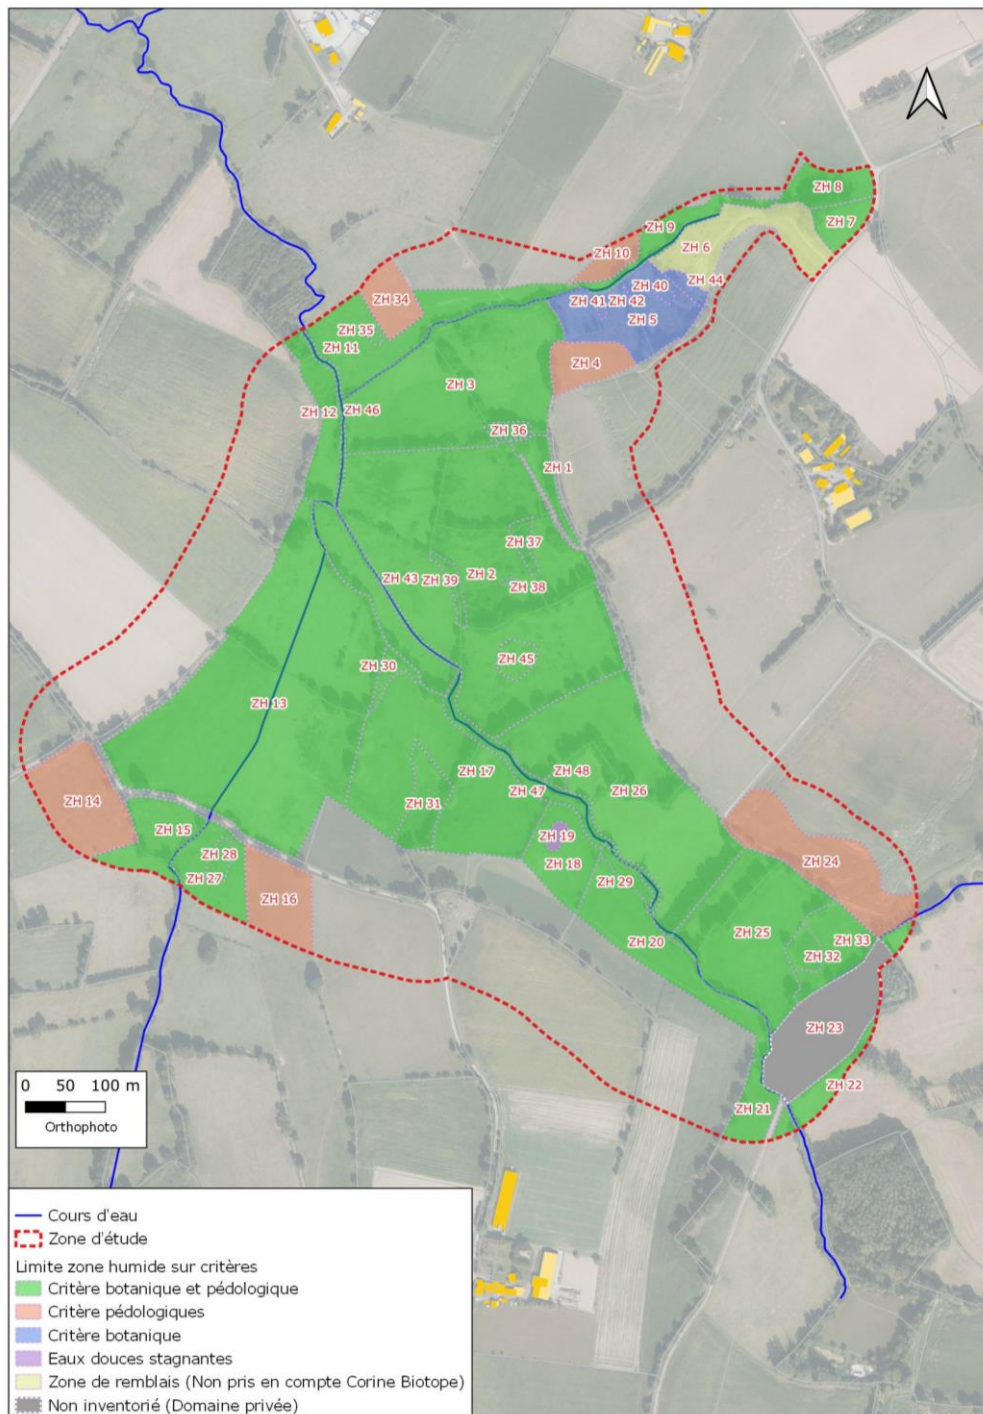 ZH 8
ZH 7
ZH 9
ZH 6
ZH 10
ZH 44
ZH 40
ZH 41
ZH 42
ZH 5
ZH 34
ZH 35
ZH 11
ZH 4
ZH 3
ZH 12
ZH 46
ZH 36
ZH 1
ZH 37
ZH 43
ZH 39
ZH 2
ZH 38
ZH 45
ZH 30
ZH 13
ZH 17
ZH 48
ZH 47
ZH 26
ZH 14
ZH 31
ZH 15
ZH 19
ZH 28
ZH 18
ZH 24
ZH 27
ZH 29
ZH 16
ZH 20
ZH 25
ZH 33
ZH 32
ZH 23
ZH 22
ZH 21
0 50 100 m
Orthophoto
Cours d'eau
Zone d'étude
Limite zone humide sur critères
Critère botanique et pédologique
Critère pédologiques
Critère botanique
Eaux douces stagnantes
Zone de remblais (Non pris en compte Corine Biotope)
Non inventorié (Domaine privée)